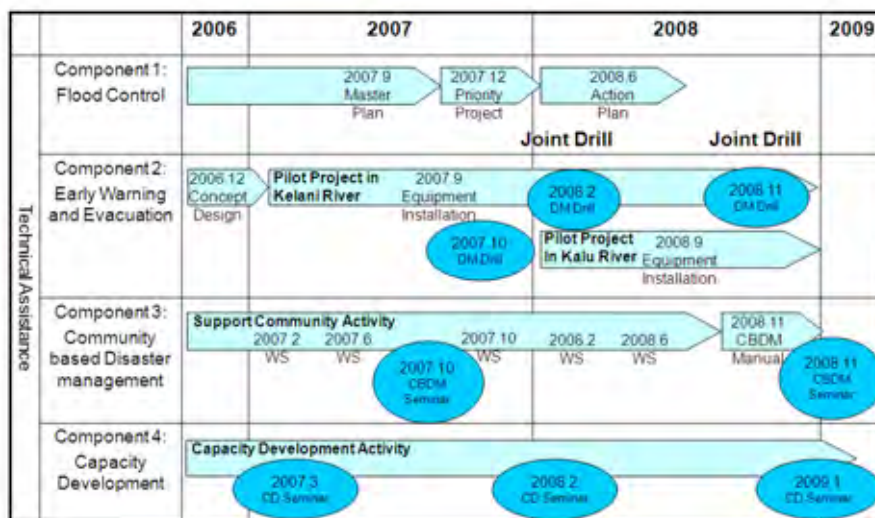 2006
2007
2008
2009
Technical Assistance
Component 1:
Flood Control
2007.9
Master
Plan
2007.12
Priority
Project
2008.6
Action
Plan
Joint Drill
Joint Drill
Component 2:
Early Warning
and Evacuation
2006.12
Concept
Design
Pilot Project in
Kelani River
2007.9
Equipment
Installation
2008.2
DM Drill
2008.11
DM Drill
2007.10
DM Drill
Pilot Project
In Kalu River
2008.9
Equipment
Installation
Component 3:
Community
based Disaster
management
Support Community Activity
2007.2
WS
2007.6
WS
2007.10
WS
2008.2
WS
2008.6
WS
2008.11
CBDM
Manual
2007.10
CBDM
Seminar
2008.11
CBDM
Seminar
Component 4:
Capacity
Development
Capacity Development Activity
2007.3
CD Seminar
2008.2
CD Seminar
2009.1
CD Seminar